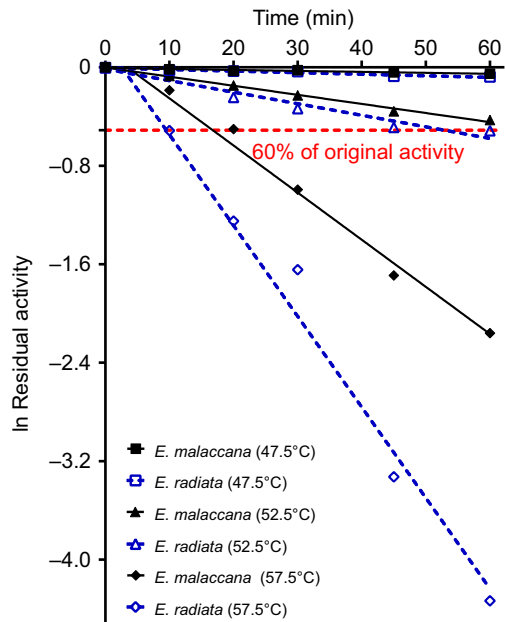 Time (min)
0 10 20 30 40 50 60
0
60% of original activity
–0.8
–1.6
–2.4
–3.2
–4.0
ln Residual activity
E. malaccana (47.5°C)
E. radiata (47.5°C)
E. malaccana (52.5°C)
E. radiata (52.5°C)
E. malaccana (57.5°C)
E. radiata (57.5°C)